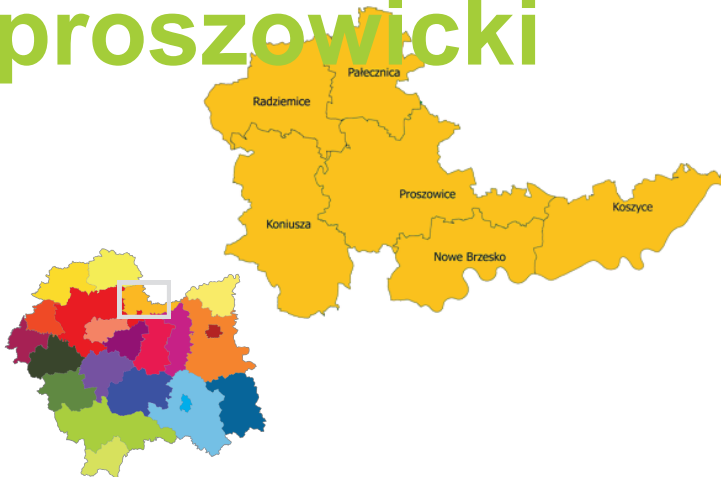 proszowicki
Pałecznica
Radziemice
Proszowice
Koszyce
Koniusza
Nowe Brzesko